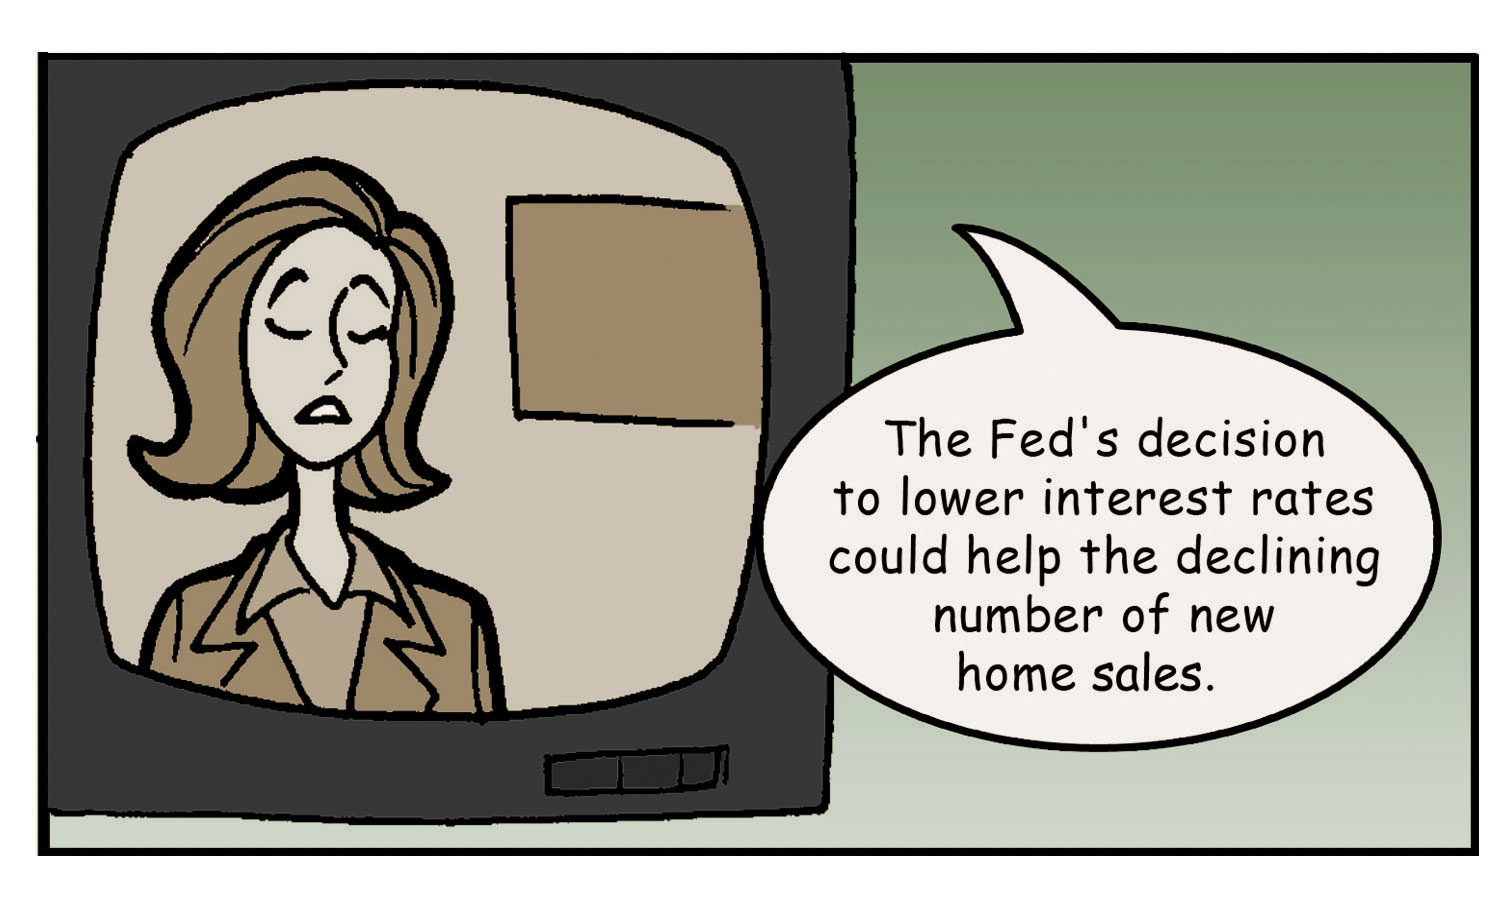 The Fed's decision
to lower interest rates
could help the declining
number of new
home sales.